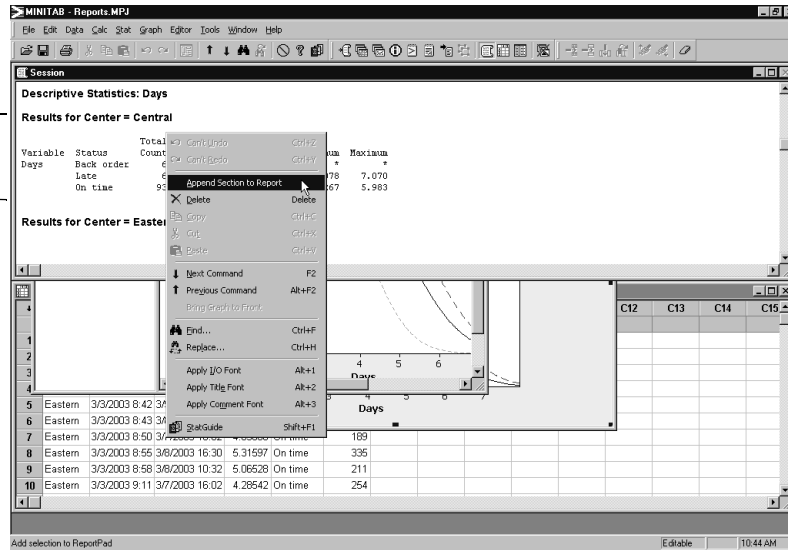 MINITAB - Reports.MPJ
File Edit Data Calc Stat Graph Editor Tools Window Help
Session
Descriptive Statistics: Days
Results for Center = Central
Total
Variable Status Count Maximum
Days Back order * *
Late 7.070
On time 93 5.983
Results for Center =
Can't Undo Ctrl+Z
Can't Redo Ctrl+Y
Append Section to Report
Delete Delete
Copy Ctrl+C
Cut Ctrl+X
Paste Ctrl+V
Next Command F2
Previous Command Alt+F2
Bring Graph to Front
Find... Ctrl+F
Replace... Ctrl+H
Apply I/O Font Alt+1
Apply Title Font Alt+2
Apply Comment Font Alt+3
StatGuide Shift+F1
C12 C13 C14 C15
4 5 6
Days
1
2
3
4
Days
5 Eastern 3/3/2003 8:42
6 Eastern 3/3/2003 8:43
7 Eastern 3/3/2003 8:50 On time 189
8 Eastern 3/3/2003 8:55 3/8/2003 16:30 5.31597 On time 335
9 Eastern 3/3/2003 8:58 3/8/2003 10:32 5.06528 On time 211
10 Eastern 3/3/2003 9:11 3/7/2003 16:02 4.28542 On time 254
Add selection to ReportPad Editable 10:44 AM